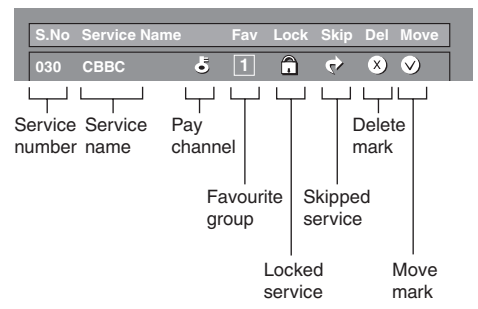 S.No Service Name Fav Lock Skip Del Move
030 CBBC 1 X
Service number
Service name
Pay channel
Delete mark
Favourite group
Skipped service
Locked service
Move mark